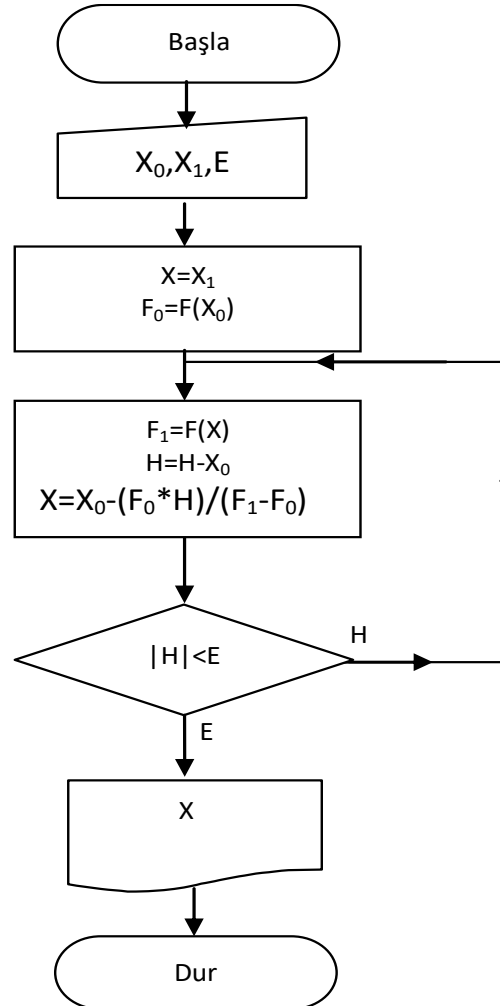 Başla
X₀,X₁,E
X=X₁
F₀=F(X₀)
F₁=F(X)
H=H-X₀
X=X₀-(F₀*H)/(F₁-F₀)
|H|<E
H
E
X
Dur